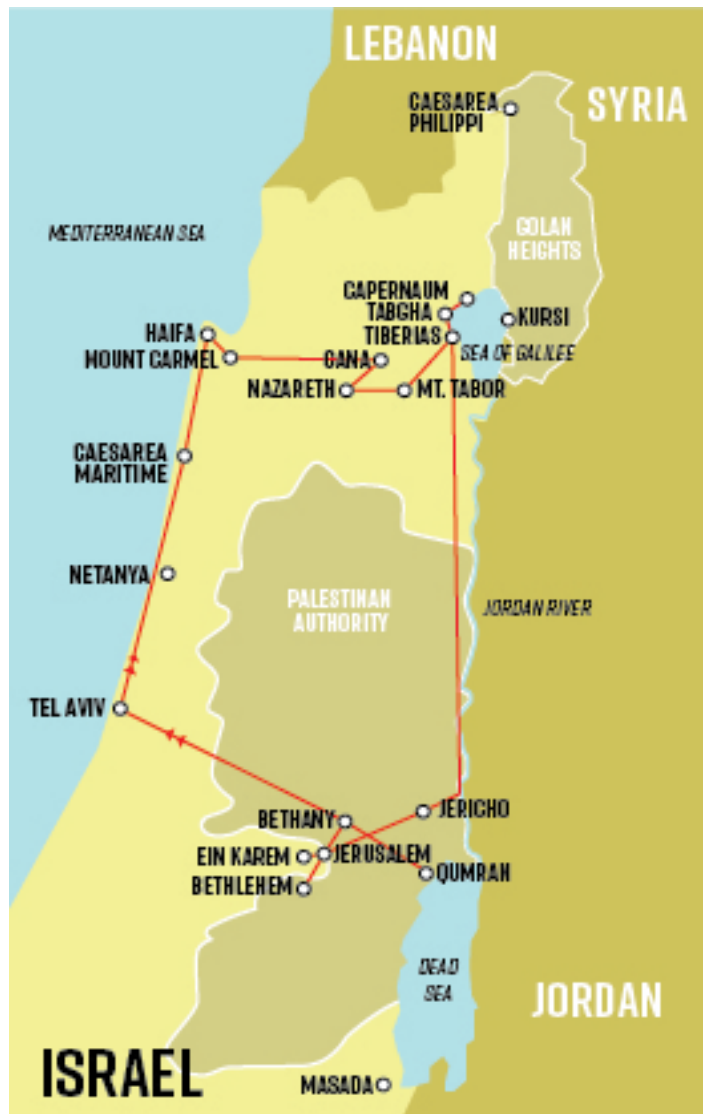 LEBANON
CAESAREA
PHILIPPI
SYRIA
MEDITERRANEAN SEA
GOLAN
HEIGHTS
CAPERNAUM
TABGHA
KURSI
HAIFA
TIBERIAS
MOUNT CARMEL
CANA
SEA OF GALILEE
NAZARETH
MT. TABOR
CAESAREA
MARITIME
NETANYA
PALESTINAN
AUTHORITY
JORDAN RIVER
TEL AVIV
JERICHO
BETHANY
EIN KAREM
JERUSALEM
QUMRAN
BETHLEHEM
DEAD
SEA
JORDAN
ISRAEL
MASADA